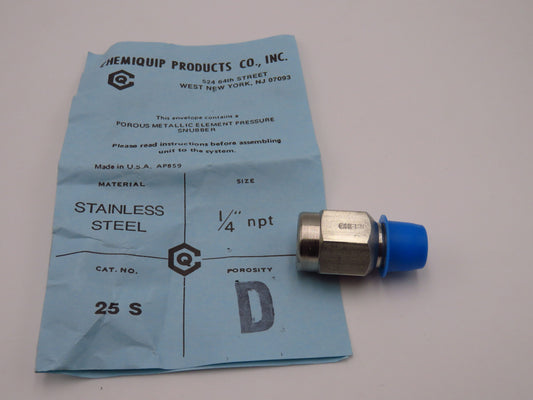 CHEMIQUIP PRODUCTS CO., INC.
524 64th STREET
WEST NEW YORK, NJ 07093
CQ
This envelope contains a
POROUS METALLIC ELEMENT PRESSURE
SNUBBER
Please read instructions before assembling
unit to the system.
Made in U.S.A. AP859
MATERIAL
SIZE
STAINLESS
STEEL
1/4" npt
CQ
CAT. NO.
POROSITY
25 S
D